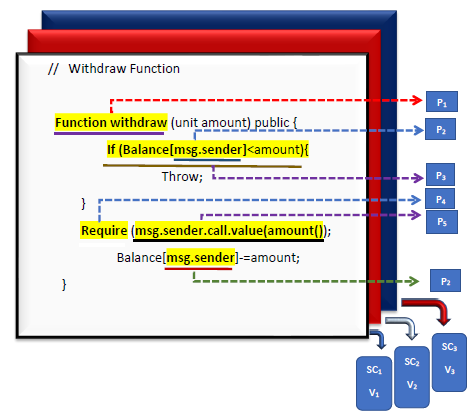 //   Withdraw Function
Function withdraw (unit amount) public {
P1
If (Balance[msg.sender]<amount){
P2
Throw;
P3
}
P4
Require (msg.sender.call.value(amount());
P5
Balance[msg.sender]-=amount;
P2
}
SC1
V1
SC2
V2
SC3
V3